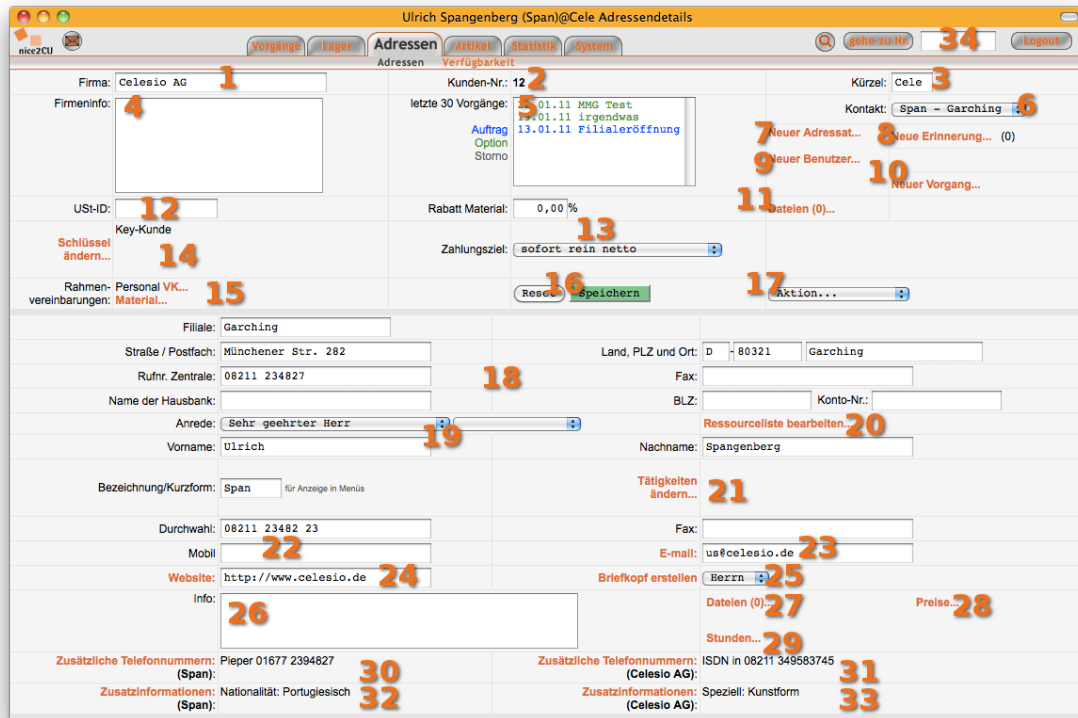 Ulrich Spangenberg (Span)@Cele Adressendetails
nice2CU Vorgänge Lager Adressen Artikel Statistik System gehe zu Nr. 34 Logout
Adressen Verfügbarkeit
Firma: Celesio AG 1 Kunden-Nr.: 12 2 Kürzel: Cele 3
Firmeninfo: 4 letzte 30 Vorgänge: 5 .01.11 MMG Test Kontakt: Span - Garching 6
.01.11 irgendwas
Auftrag 13.01.11 Filialeröffnung 7 Neuer Adressat... 8 Neue Erinnerung... (0)
Option
Storno 9 Neuer Benutzer... 10
Neuer Vorgang...
USt-ID: 12 Rabatt Material: 0,00 % 11 Dateien (0)...
Key-Kunde 13
Schlüssel ändern... 14 Zahlungsziel: sofort rein netto
Rahmen- Personal VK... 15 16 17
vereinbarungen: Material... Reset Speichern Aktion...
Filiale: Garching
Straße / Postfach: Münchener Str. 282 Land, PLZ und Ort: D - 80321 Garching
Rufnr. Zentrale: 08211 234827 18 Fax:
Name der Hausbank: BLZ: Konto-Nr.:
Anrede: Sehr geehrter Herr 19 Ressourceliste bearbeiten... 20
Vorname: Ulrich Nachname: Spangenberg
Bezeichnung/Kurzform: Span für Anzeige in Menüs Tätigkeiten ändern... 21
Durchwahl: 08211 23482 23 Fax:
Mobil 22 E-mail: us@celesio.de 23
Website: http://www.celesio.de 24 Briefkopf erstellen Herrn 25
Info: 26 Dateien (0)... 27 Preise... 28
Stunden... 29
Zusätzliche Telefonnummern: Pieper 01677 2394827 Zusätzliche Telefonnummern: ISDN in 08211 349583745
(Span): 30 (Celesio AG): 31
Zusatzinformationen: Nationalität: Portugiesisch Zusatzinformationen: Speziell: Kunstform
(Span): 32 (Celesio AG): 33